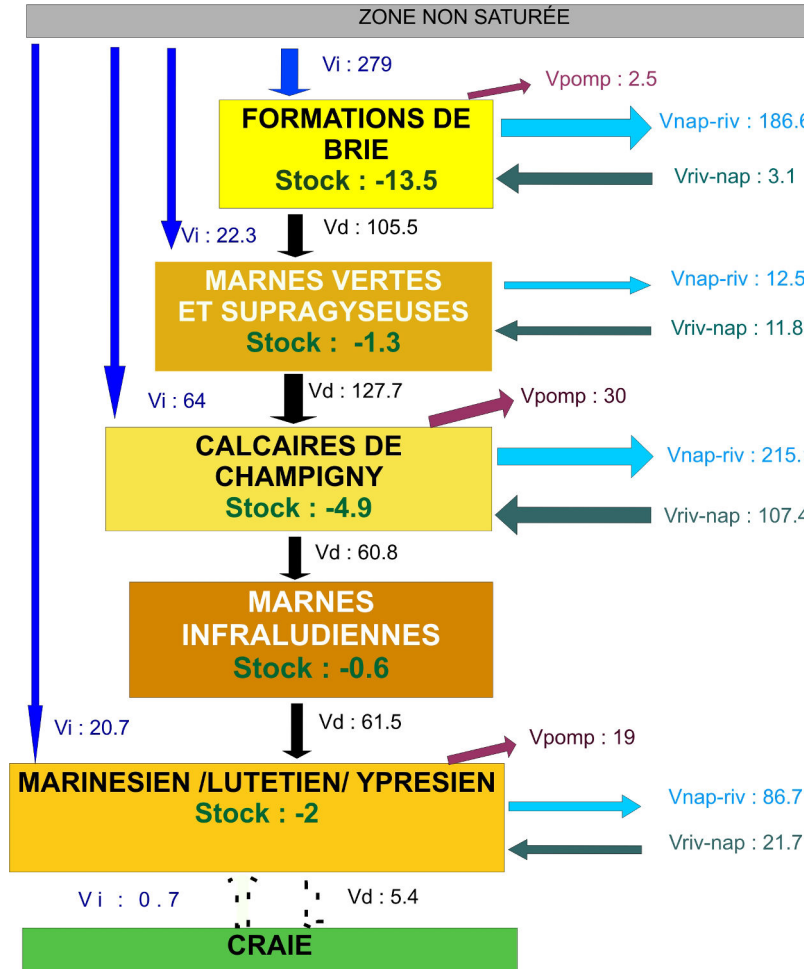 ZONE NON SATURÉE
Vi : 279
Vpomp : 2.5
FORMATIONS DE
BRIE
Stock : -13.5
Vnap-riv : 186.6
Vriv-nap : 3.1
Vi : 22.3
Vd : 105.5
MARNES VERTES
ET SUPRAGYSEUSES
Stock : -1.3
Vnap-riv : 12.5
Vriv-nap : 11.8
Vi : 64
Vd : 127.7
Vpomp : 30
CALCAIRES DE
CHAMPIGNY
Stock : -4.9
Vnap-riv : 215.
Vriv-nap : 107.4
Vd : 60.8
MARNES
INFRALUDIENNES
Stock : -0.6
Vi : 20.7
Vd : 61.5
Vpomp : 19
MARINESIEN /LUTETIEN/ YPRESIEN
Stock : -2
Vnap-riv : 86.7
Vriv-nap : 21.7
Vi : 0.7
Vd : 5.4
CRAIE